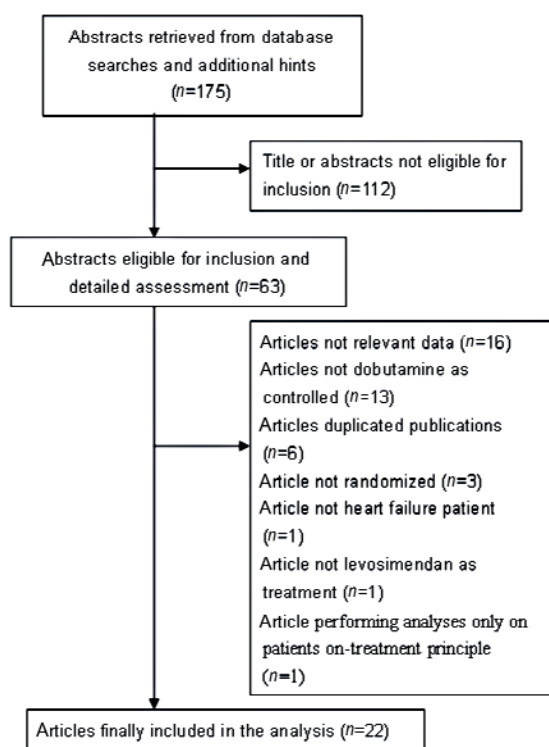 Abstracts retrieved from database
searches and additional hints
(n=175)
Title or abstracts not eligible for
inclusion (n=112)
Abstracts eligible for inclusion and
detailed assessment (n=63)
Articles not relevant data (n=16)
Articles not dobutamine as
controlled (n=13)
Articles duplicated publications
(n=6)
Article not randomized (n=3)
Article not heart failure patient
(n=1)
Article not levosimendan as
treatment (n=1)
Article performing analyses only on
patients on-treatment principle
(n=1)
Articles finally included in the analysis (n=22)